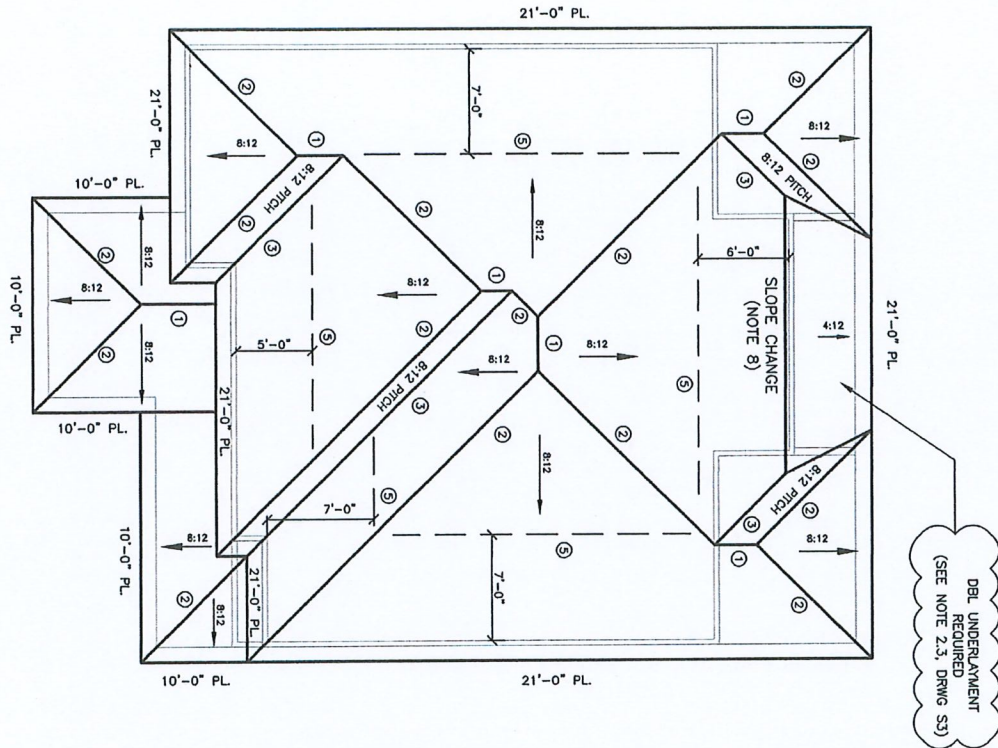 21'-0" PL.
②
②
7'-0"
①
⑤
①
②
8:12
8:12
21'-0" PL.
8:12 PITCH
②
③
8:12 PITCH
③
②
8:12
10'-0" PL.
②
8:12
6'-0"
SLOPE CHANGE
(NOTE 8)
4:12
21'-0" PL.
8:12
②
①
②
8:12
①
10'-0" PL.
8:12
②
5'-0"
⑤
②
8:12 PITCH
③
8:12
①
8:12
⑤
②
8:12
10'-0" PL.
21'-0" PL.
7'-0"
⑤
②
8:12
②
8:12 PITCH
③
②
8:12
①
⑤
7'-0"
②
10'-0" PL.
8:12
②
8:12
21'-0" PL.
10'-0" PL.
21'-0" PL.
DBL UNDERLAYMENT
REQUIRED
(SEE NOTE 2.3, DRWG S3)